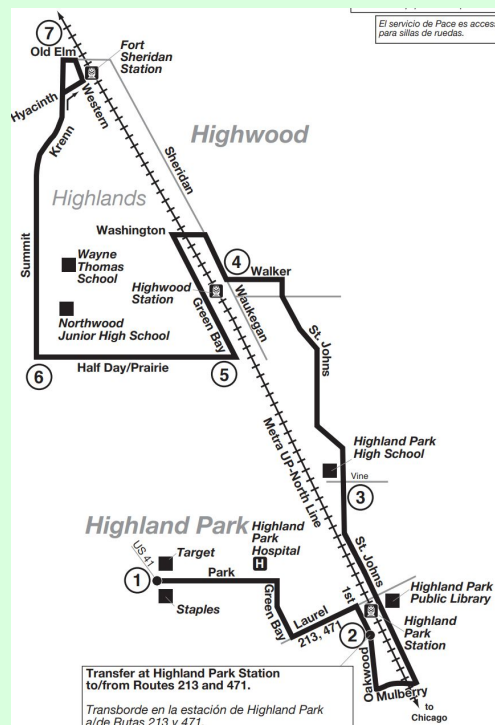 El servicio de Pace es acces
para sillas de ruedas.
7
Old Elm
Fort
Sheridan
Station
Hyacinth
Western
Krenn
Highwood
Sheridan
Highlands
Washington
4
Walker
Summit
Wayne
Thomas
School
Highwood
Station
Waukegan
Northwood
Junior High School
Green Bay
St. Johns
6
Half Day/Prairie
5
Metra UP-North Line
Highland Park
High School
Vine
3
Highland Park
Highland
Park
Hospital
H
US 41
Target
1
Park
St. Johns
Staples
Green Bay
Laurel
213, 471
1st
Highland Park
Public Library
2
Highland
Park
Station
Oakwood
Mulberry
to
Chicago
Transfer at Highland Park Station
to/from Routes 213 and 471.
Transborde en la estación de Highland Park
a/de Rutas 213 y 471.